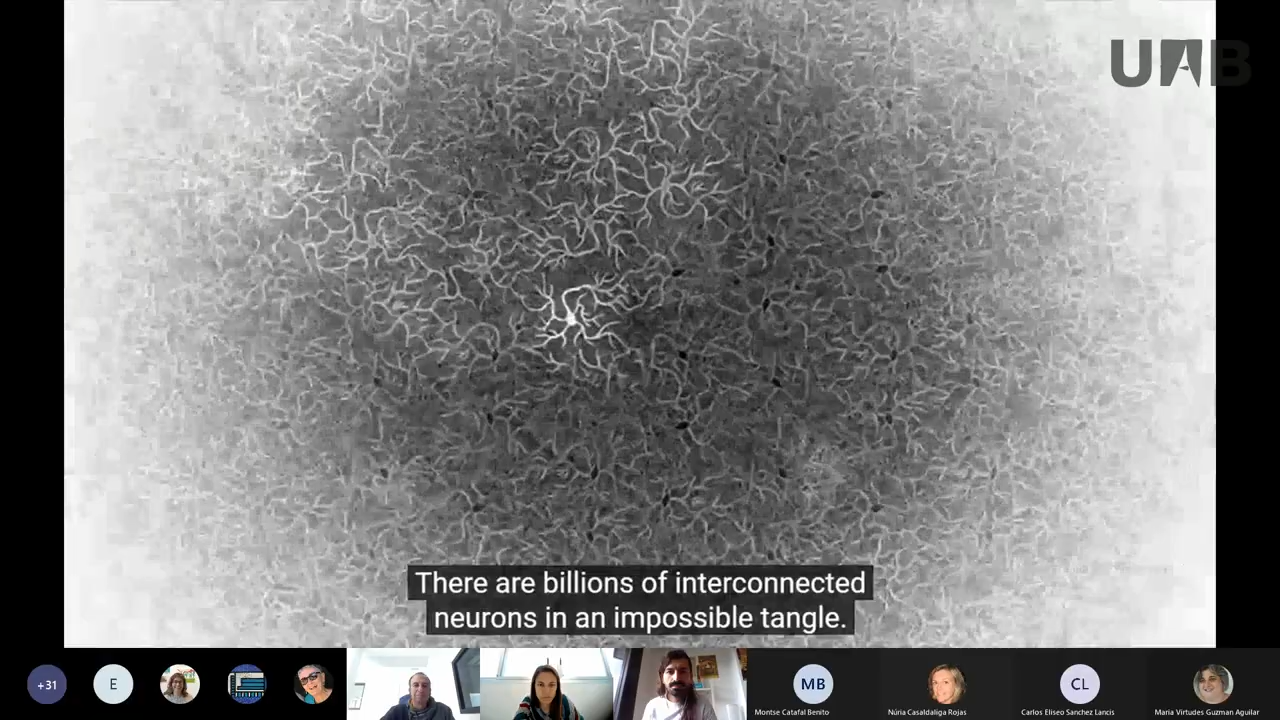 UAB
There are billions of interconnected
neurons in an impossible tangle.
+31
E
MB
CL
Montse Catafal Benito
Núria Casaldaliga Rojas
Carlos Eliseo Sanchez Lancis
Maria Virtudes Guzman Aguilar